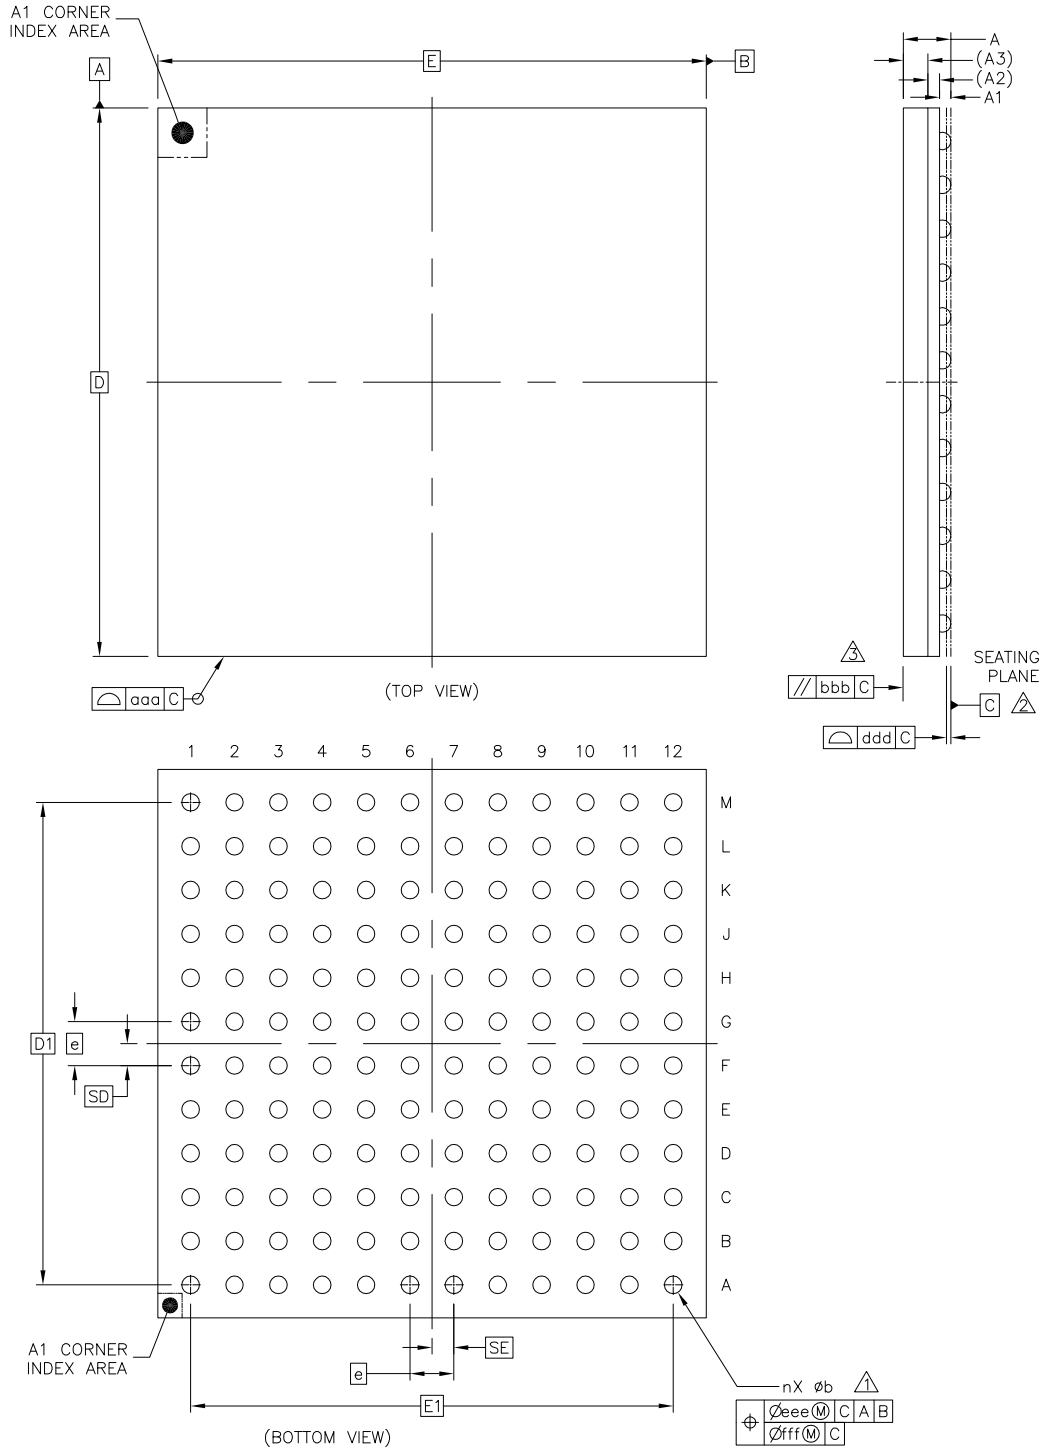 A1 CORNER
INDEX AREA
A
E
B
A
(A3)
(A2)
A1
D
aaa C
(TOP VIEW)
3
bbb C
SEATING
PLANE
C 2
ddd C
1 2 3 4 5 6 7 8 9 10 11 12
M
L
K
J
H
G
D1 e
F
SD
E
D
C
B
A
A1 CORNER
INDEX AREA
SE
e
E1
nX øb 1
Øeee Ⓜ C A B
Øfff Ⓜ C
(BOTTOM VIEW)